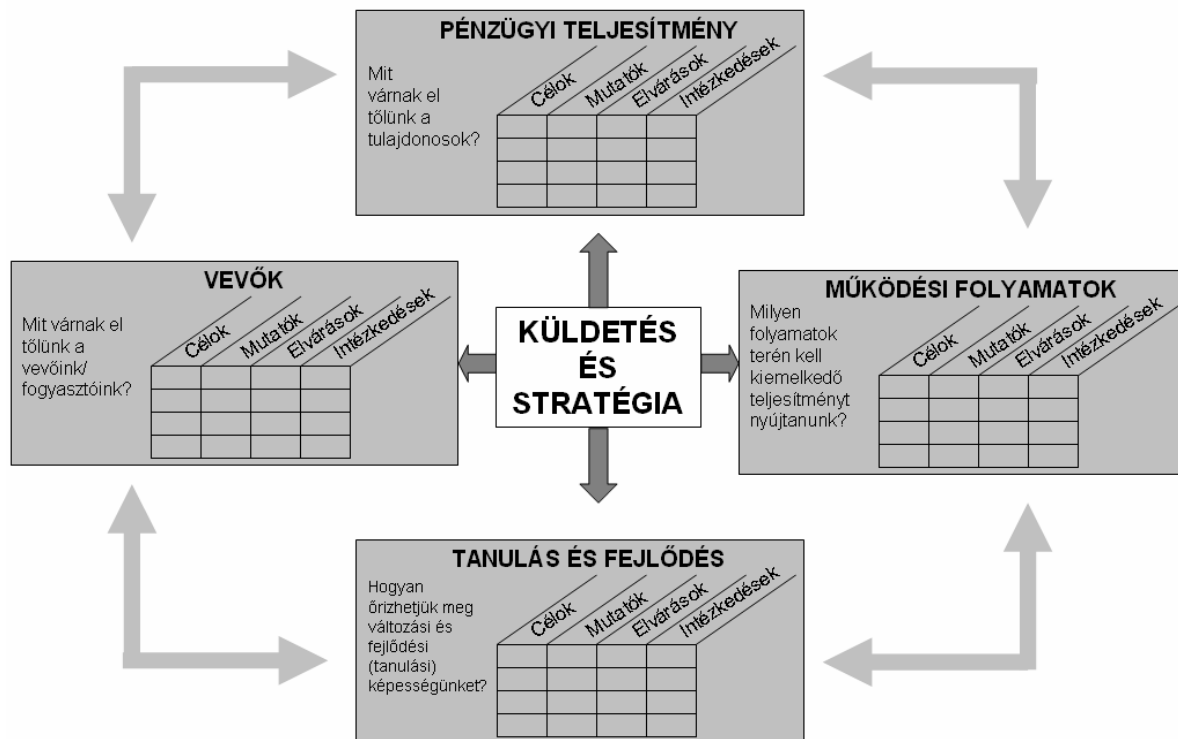 PÉNZÜGYI TELJESÍTMÉNY
Mit
várnak el
tőlünk a
tulajdonosok?
Célok
Mutatók
Elvárások
Intézkedések
VEVŐK
Mit várnak el
tőlünk a
vevőink/
fogyasztóink?
Célok
Mutatók
Elvárások
Intézkedések
KÜLDETÉS
ÉS
STRATÉGIA
MŰKÖDÉSI FOLYAMATOK
Milyen
folyamatok
terén kell
kiemelkedő
teljesítményt
nyújtanunk?
Célok
Mutatók
Elvárások
Intézkedések
TANULÁS ÉS FEJLŐDÉS
Hogyan
őrizhetjük meg
változási és
fejlődési
(tanulási)
képességünket?
Célok
Mutatók
Elvárások
Intézkedések